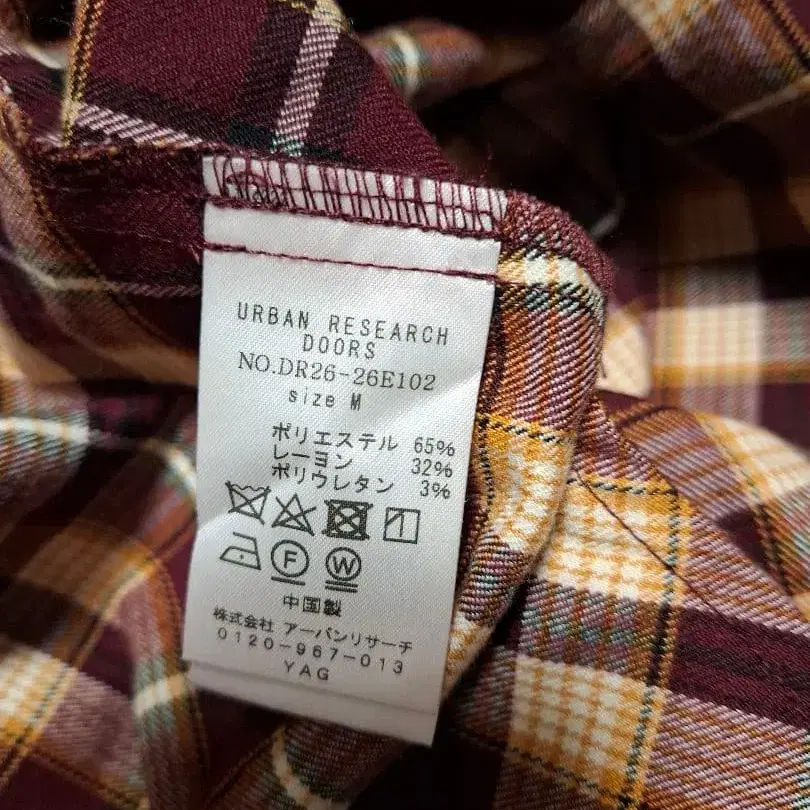 URBAN RESEARCH
DOORS
NO.DR26-26E102
size M
ポリエステル 65%
レーヨン 32%
ポリウレタン 3%
F W
中国製
株式会社 アーバンリサーチ
0120-967-013
YAG